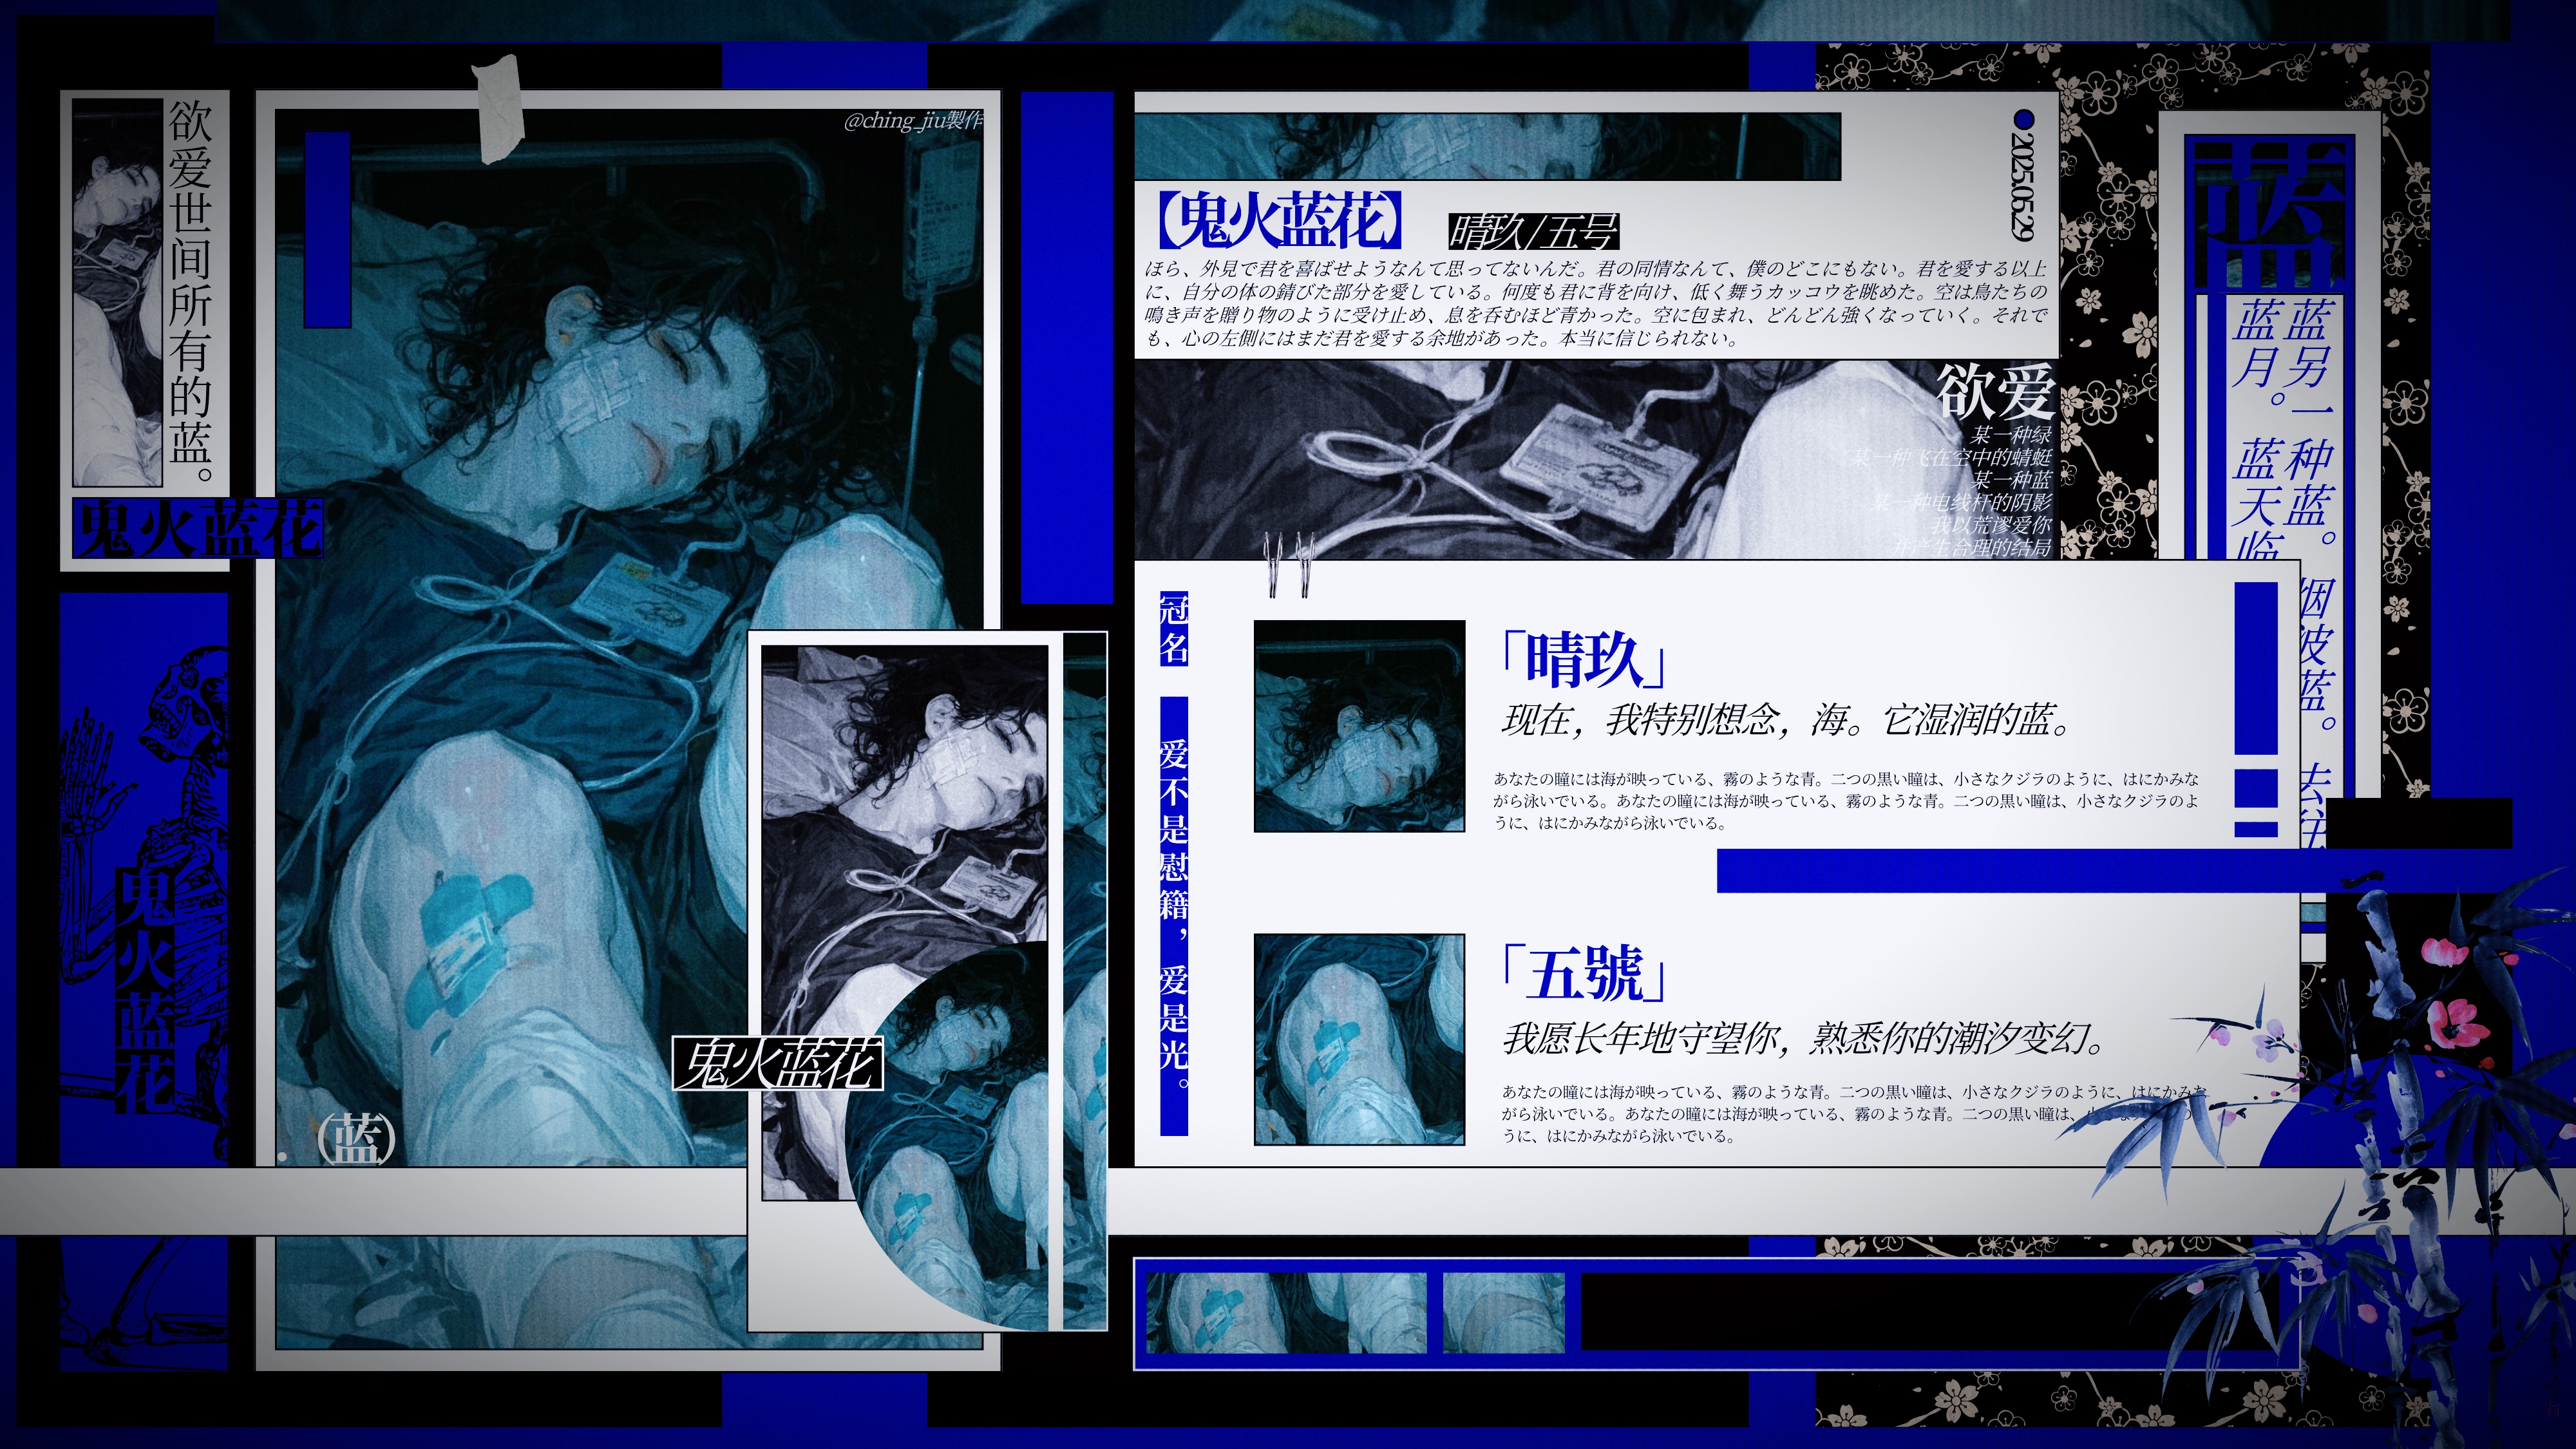 欲爱世间所有的蓝。
鬼火蓝花
鬼火蓝花
@ching_jiu製作
(蓝)
鬼火蓝花
2025.05.29
【鬼火蓝花】
晴玖/五号
ほら、外見で君を喜ばせようなんて思ってないんだ。君の同情なんて、僕のどこにもない。君を愛する以上
に、自分の体の錆びた部分を愛している。何度も君に背を向け、低く舞うカッコウを眺めた。空は鳥たちの
鳴き声を贈り物のように受け止め、息を呑むほど青かった。空に包まれ、どんどん強くなっていく。それで
も、心の左側にはまだ君を愛する余地があった。本当に信じられない。
欲爱
某一种绿
某一种飞在空中的蜻蜓
某一种蓝
某一种电线杆的阴影
我以荒谬爱你
并产生合理的结局
冠名 爱不是慰籍，爱是光。
「晴玖」
现在，我特别想念，海。它湿润的蓝。
あなたの瞳には海が映っている、霧のような青。二つの黒い瞳は、小さなクジラのように、はにかみな
がら泳いでいる。あなたの瞳には海が映っている、霧のような青。二つの黒い瞳は、小さなクジラのよ
うに、はにかみながら泳いでいる。
「五號」
我愿长年地守望你，熟悉你的潮汐变幻。
あなたの瞳には海が映っている、霧のような青。二つの黒い瞳は、小さなクジラのように、はにかみな
がら泳いでいる。あなたの瞳には海が映っている、霧のような青。二つの黒い瞳は、
うに、はにかみながら泳いでいる。
蓝
蓝另一种蓝。烟波蓝。去往
蓝月。蓝天临